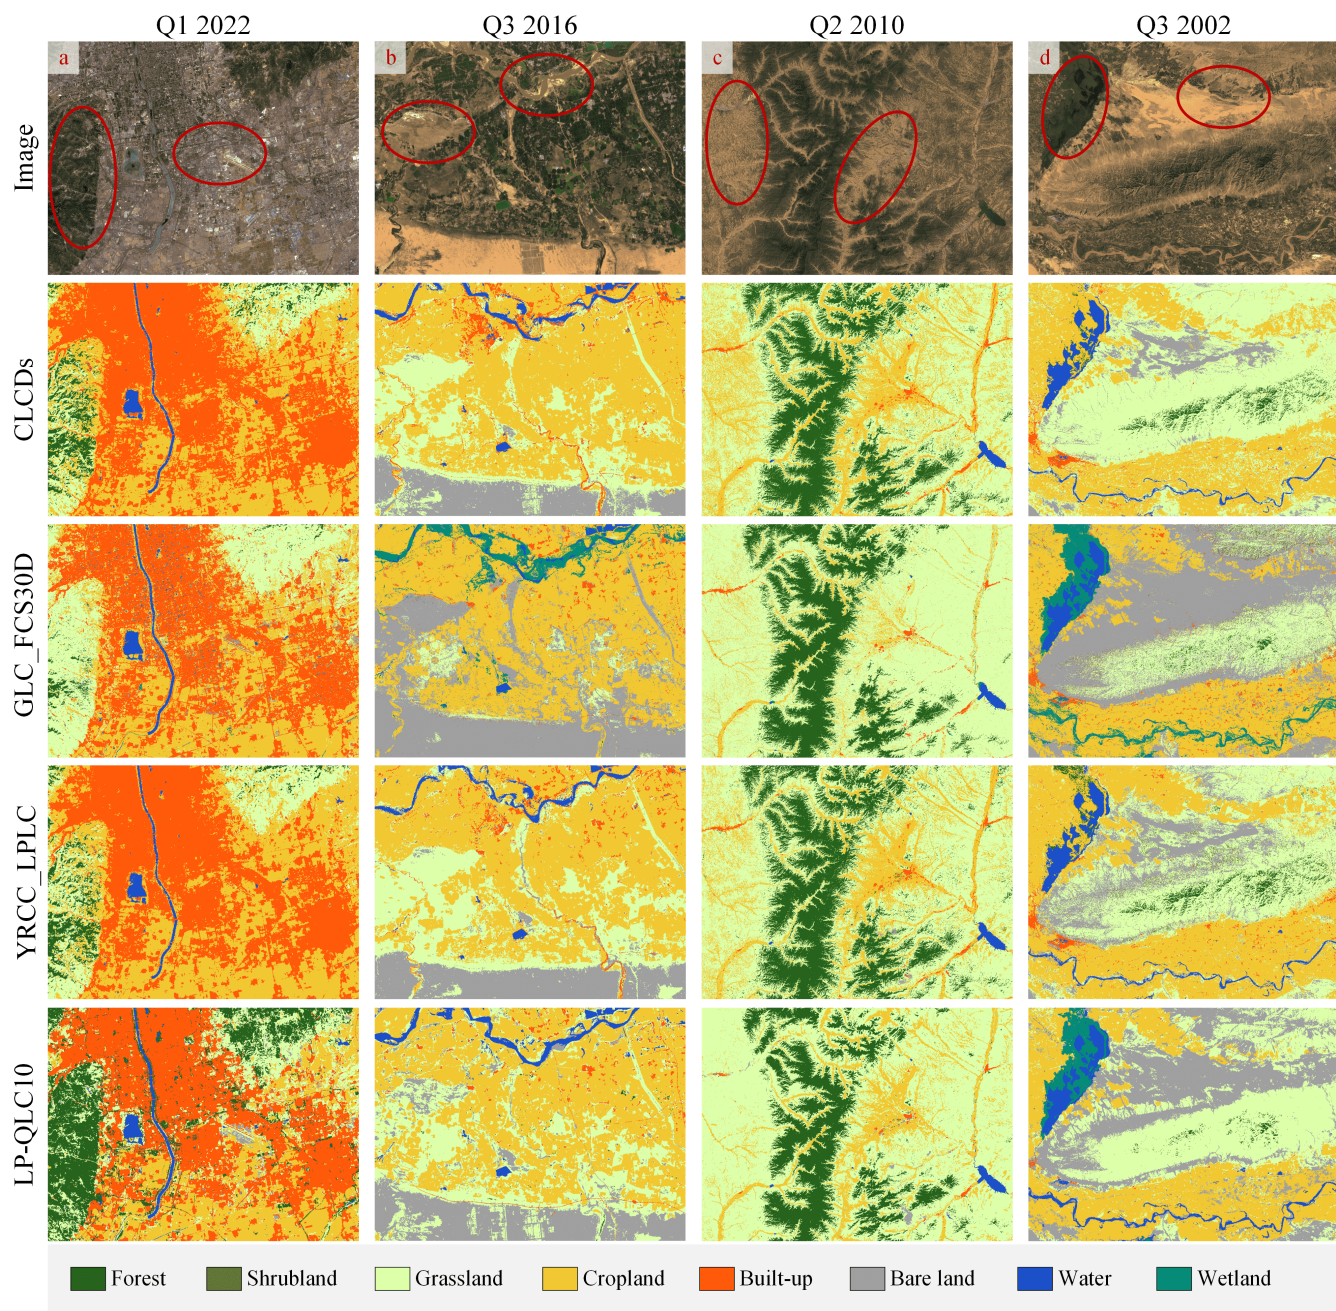 Q1 2022 Q3 2016 Q2 2010 Q3 2002
Image
a b c d
CLCDs
GLC_FCS30D
YRCC_LPLC
LP-QLC10
Forest Shrubland Grassland Cropland Built-up Bare land Water Wetland